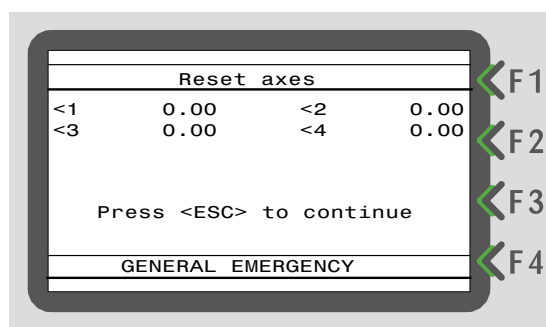 Reset axes
<1 0.00 <2 0.00
<3 0.00 <4 0.00
Press <ESC> to continue
GENERAL EMERGENCY
F1
F2
F3
F4